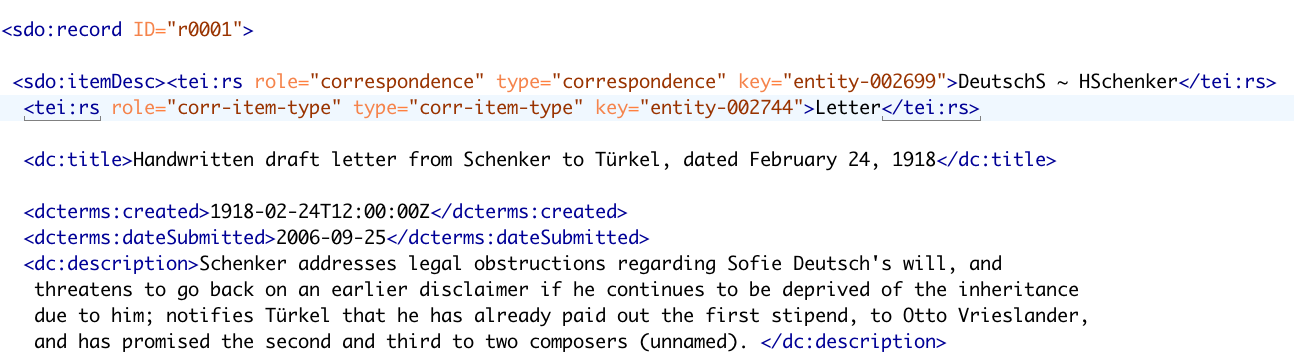 <sdo:record ID="r0001">
<sdo:itemDesc><tei:rs role="correspondence" type="correspondence" key="entity-002699">DeutschS ~ HSchenker</tei:rs>
<tei:rs role="corr-item-type" type="corr-item-type" key="entity-002744">Letter</tei:rs>
<dc:title>Handwritten draft letter from Schenker to Türkel, dated February 24, 1918</dc:title>
<dcterms:created>1918-02-24T12:00:00Z</dcterms:created>
<dcterms:dateSubmitted>2006-09-25</dcterms:dateSubmitted>
<dc:description>Schenker addresses legal obstructions regarding Sofie Deutsch's will, and
threatens to go back on an earlier disclaimer if he continues to be deprived of the inheritance
due to him; notifies Türkel that he has already paid out the first stipend, to Otto Vrieslander,
and has promised the second and third to two composers (unnamed). </dc:description>